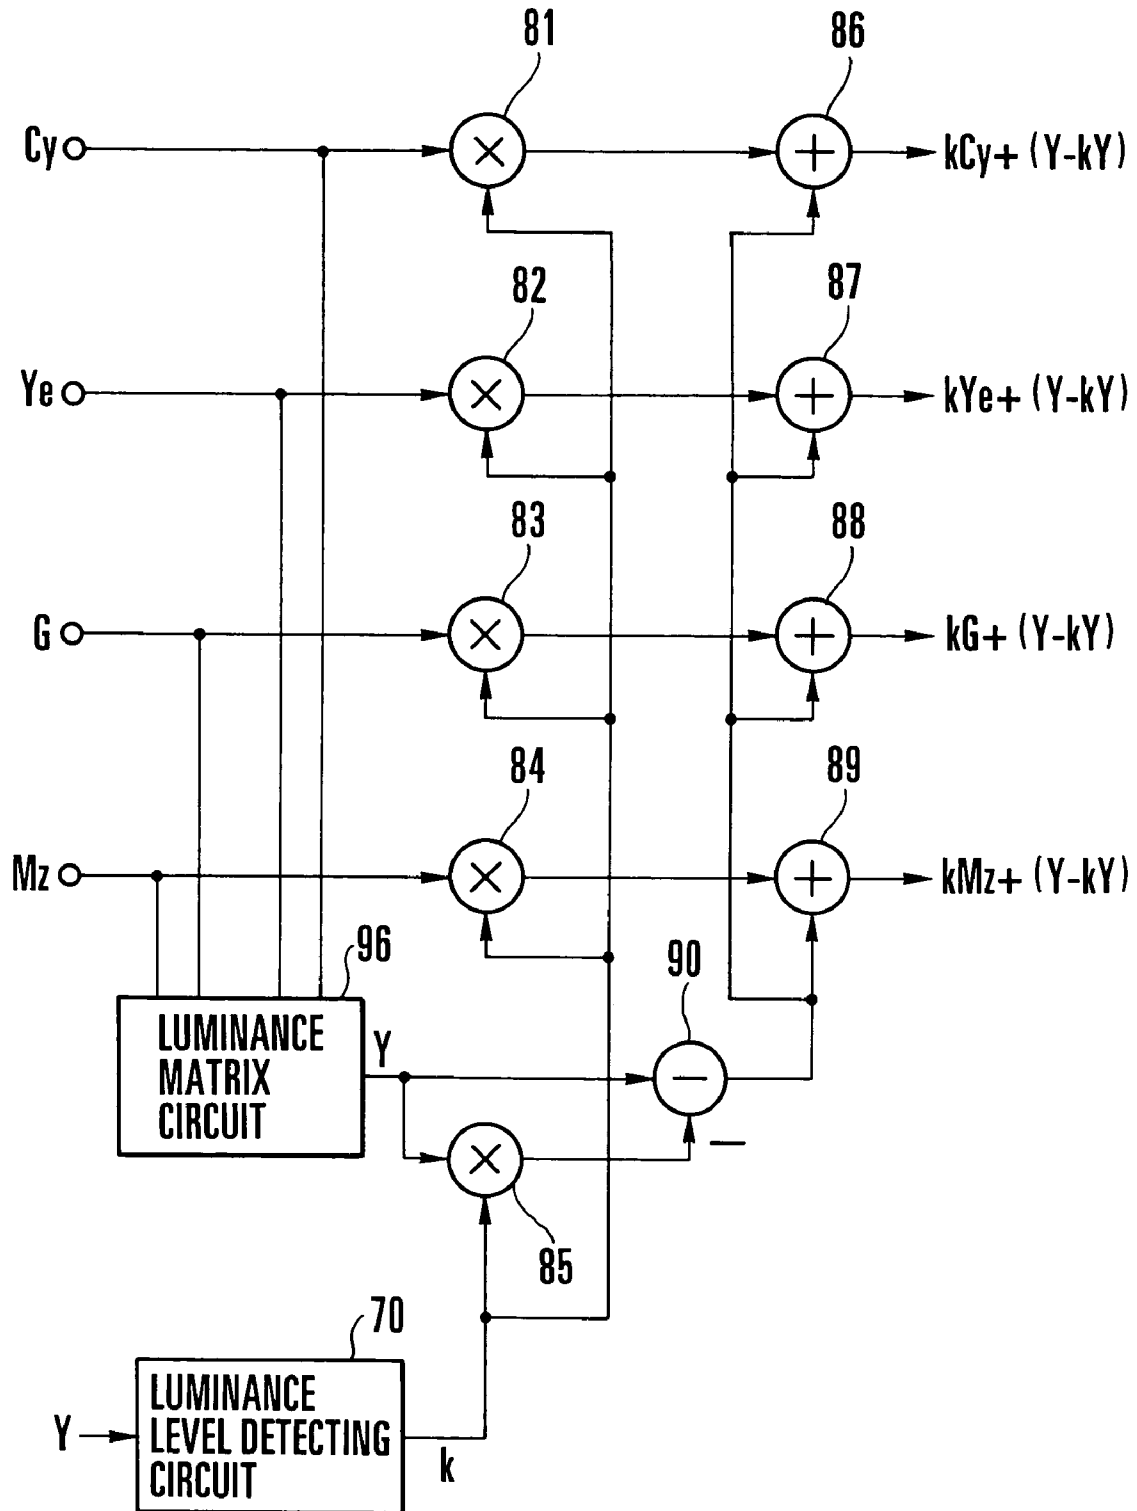 81
86
Cy
kCy+ (Y-kY)
82
87
Ye
kYe+ (Y-kY)
83
88
G
kG+ (Y-kY)
84
89
Mz
kMz+ (Y-kY)
96
90
LUMINANCE
MATRIX
CIRCUIT
Y
85
70
LUMINANCE
LEVEL DETECTING
CIRCUIT
Y
k